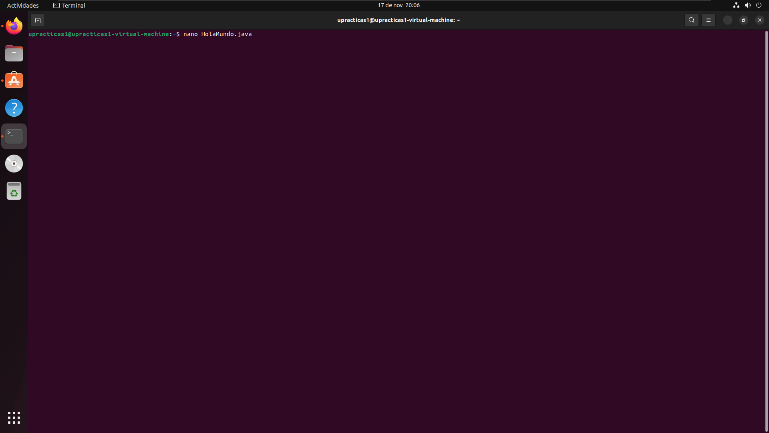 Actividades
Terminal
17 de nov 20:06
upracticas1@upracticas1-virtual-machine: ~
upracticas1@upracticas1-virtual-machine:~$ nano HolaMundo.java